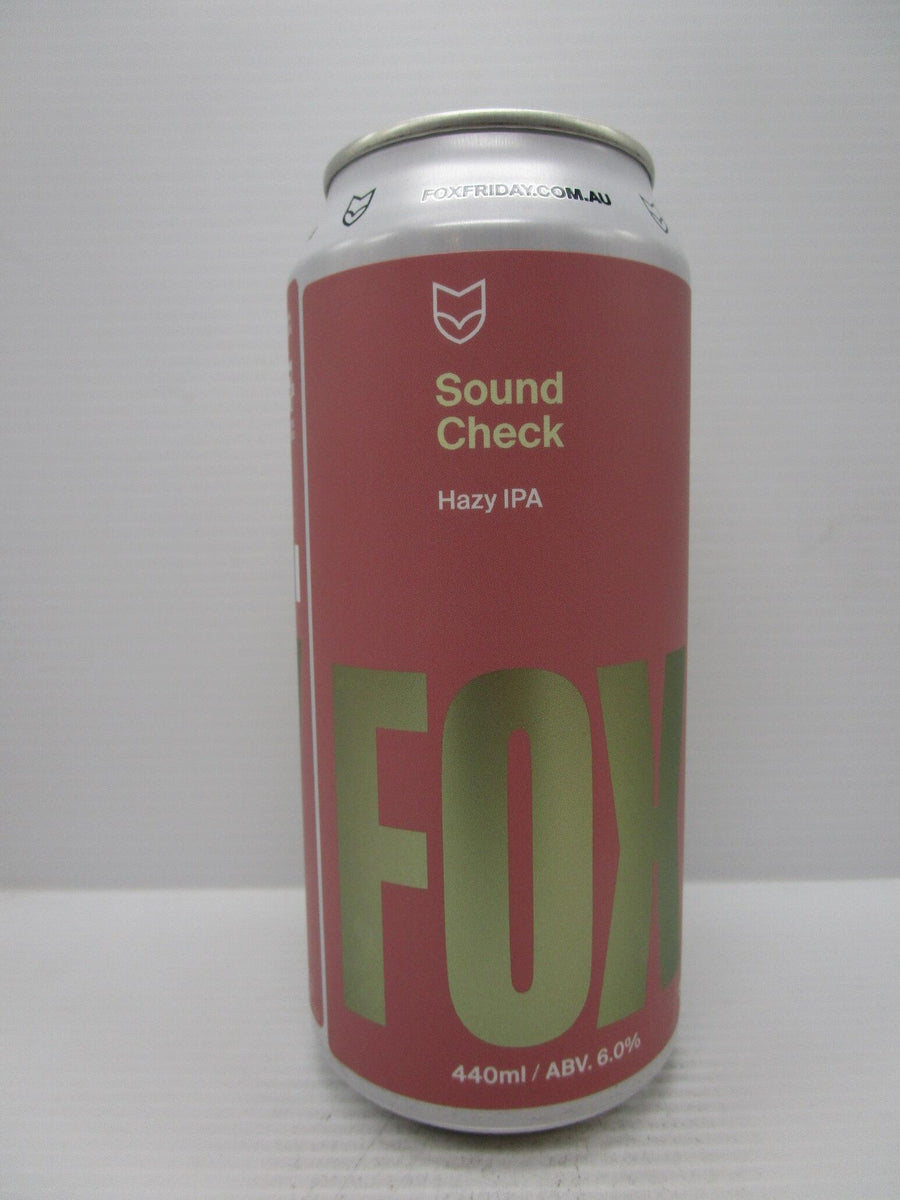 FOXFRIDAY.COM.AU
Sound
Check
Hazy IPA
FOX
440ml / ABV. 6.0%